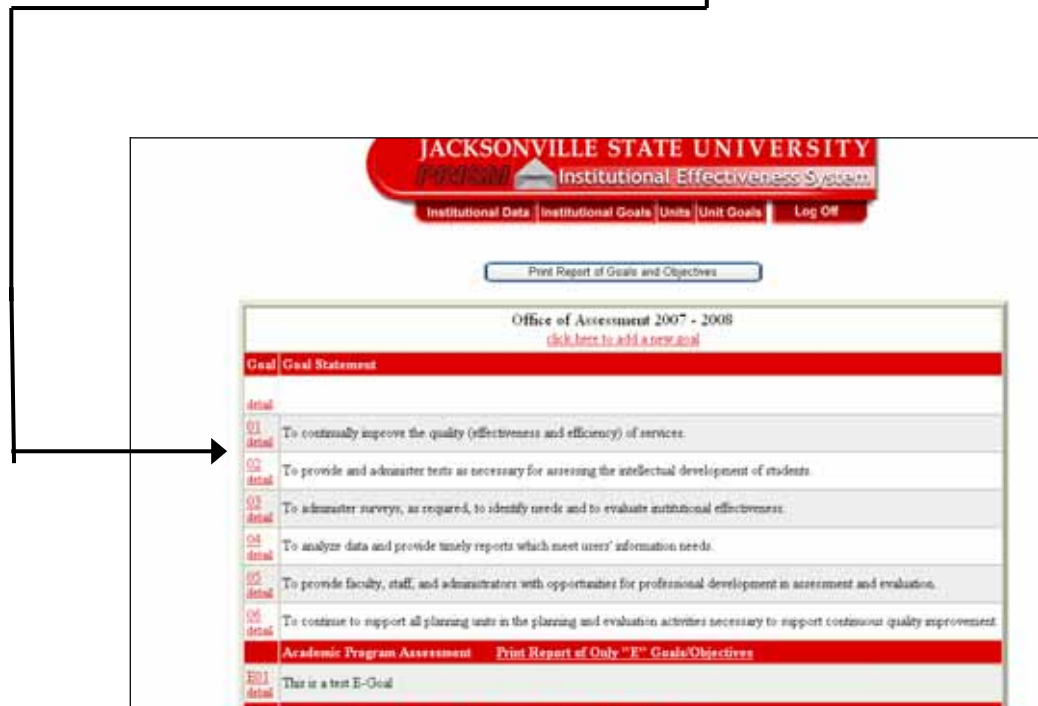 JACKSONVILLE STATE UNIVERSITY
PRISM Institutional Effectiveness System
Institutional Data Institutional Goals Units Unit Goals Log Off
Print Report of Goals and Objectives
Office of Assessment 2007 - 2008
click here to add a new goal
Goal Goal Statement
detail
01 To continually improve the quality (effectiveness and efficiency) of services.
detail
02 To provide and administer tests as necessary for assessing the intellectual development of students.
detail
03 To administer surveys, as required, to identify needs and to evaluate institutional effectiveness.
detail
04 To analyze data and provide timely reports which meet users' information needs.
detail
05 To provide faculty, staff, and administrators with opportunities for professional development in assessment and evaluation.
detail
06 To continue to support all planning units in the planning and evaluation activities necessary to support continuous quality improvement
detail
Academic Program Assessment Print Report of Only "E" Goals/Objectives
E01 This is a test E-Goal
detail